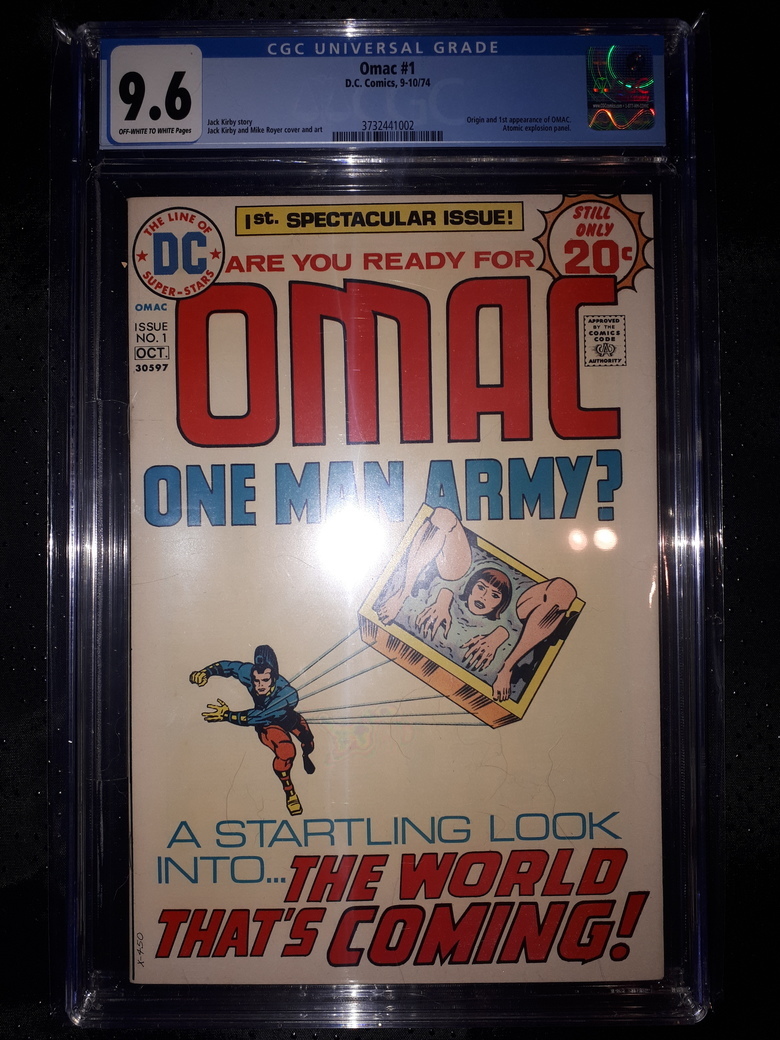 CGC UNIVERSAL GRADE
9.6
OFF-WHITE TO WHITE Pages
Omac #1
D.C. Comics, 9-10/74
Jack Kirby story
Jack Kirby and Mike Royer cover and art
3732441002
Origin and 1st appearance of OMAC.
Atomic explosion panel.
1st. SPECTACULAR ISSUE!
THE LINE OF
DC
SUPER-STARS
STILL
ONLY
20¢
ARE YOU READY FOR
OMAC
OMAC
ISSUE
NO. 1
OCT.
30597
APPROVED
BY THE
COMICS
CODE
AUTHORITY
ONE MAN ARMY?
A STARTLING LOOK
INTO...THE WORLD
THAT'S COMING!
X-450